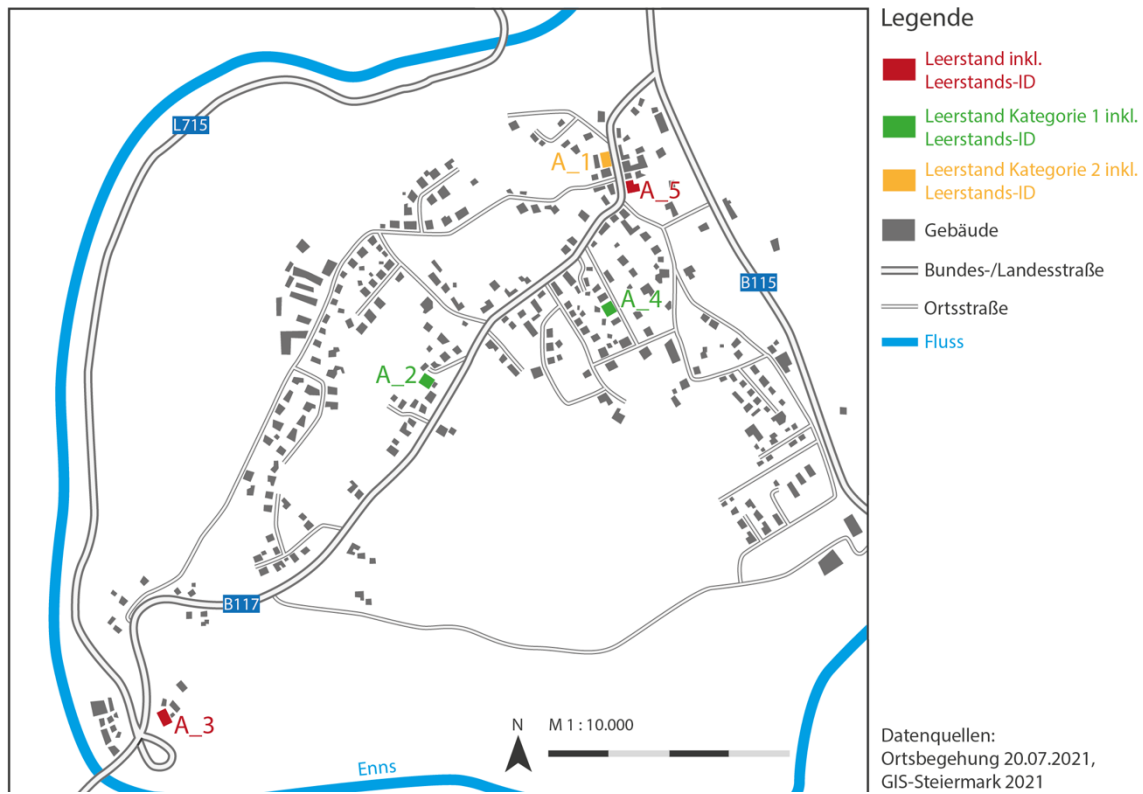 L715
A_1
A_5
B115
A_4
A_2
B117
A_3
Enns
N
M 1 : 10.000
Legende
Leerstand inkl.
Leerstands-ID
Leerstand Kategorie 1 inkl.
Leerstands-ID
Leerstand Kategorie 2 inkl.
Leerstands-ID
Gebäude
Bundes-/Landesstraße
Ortsstraße
Fluss
Datenquellen:
Ortsbegehung 20.07.2021,
GIS-Steiermark 2021